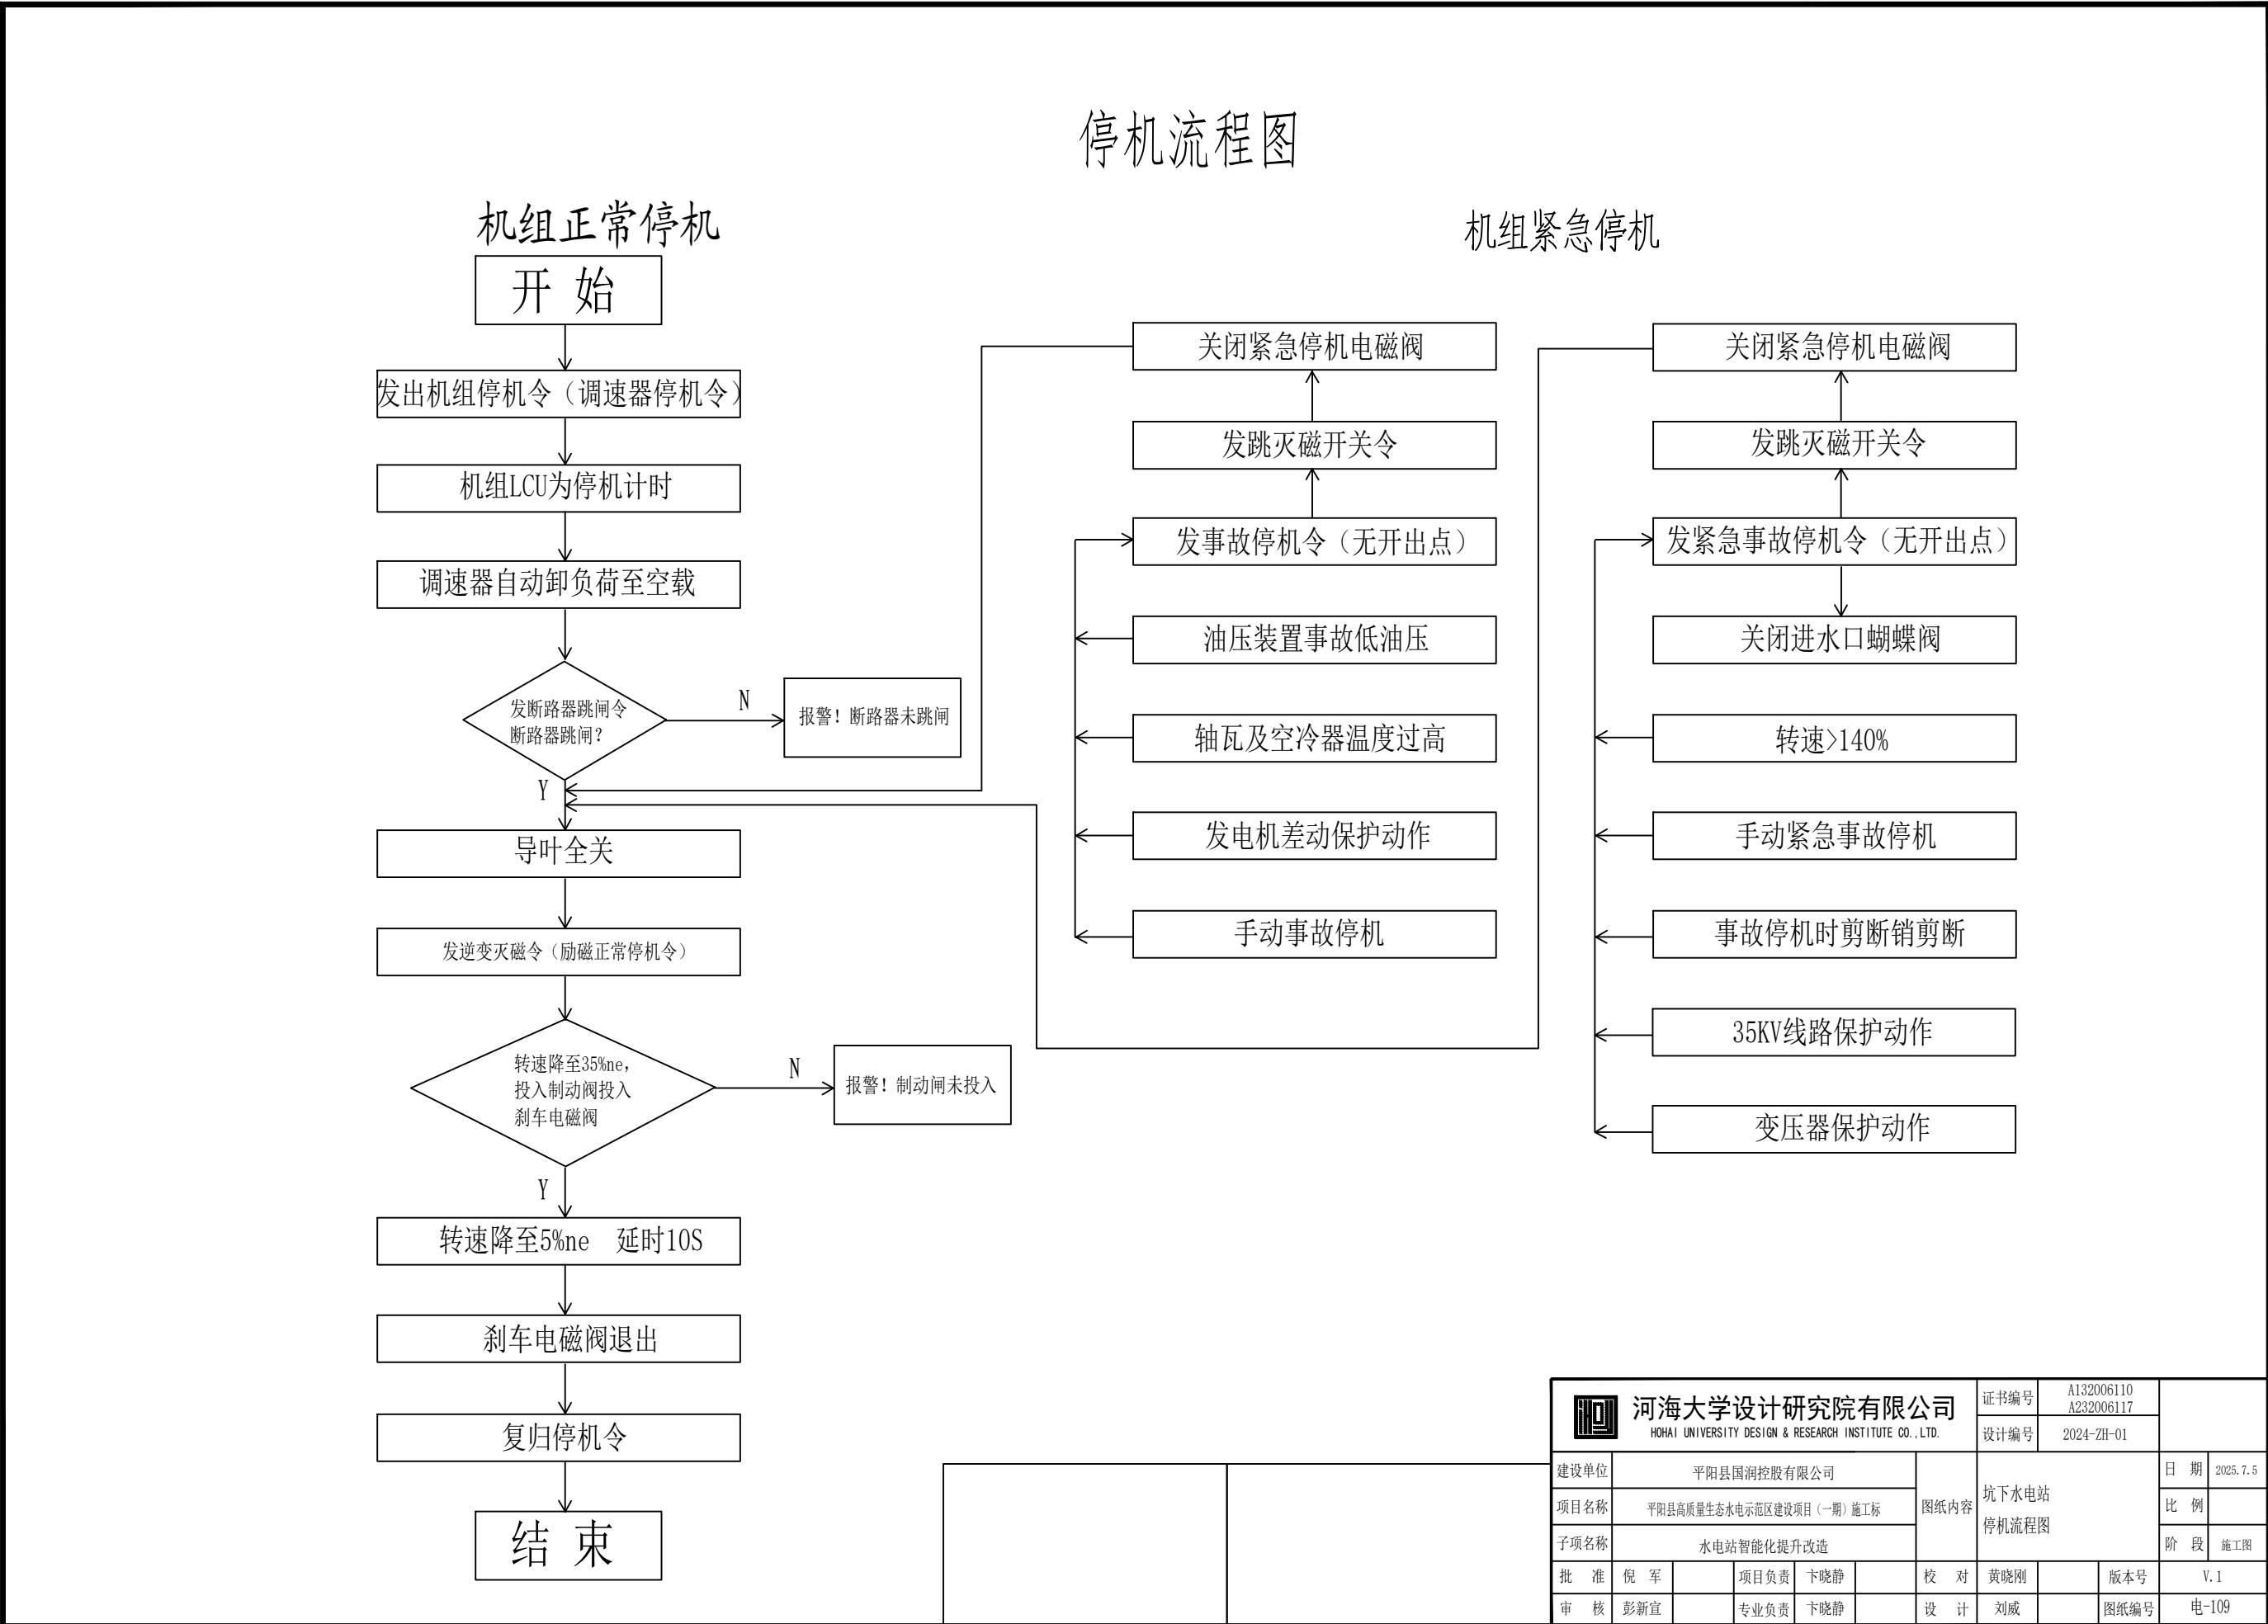 停机流程图
机组正常停机
开 始
发出机组停机令（调速器停机令）
机组LCU为停机计时
调速器自动卸负荷至空载
发断路器跳闸令
断路器跳闸？
N
报警！断路器未跳闸
Y
导叶全关
发逆变灭磁令（励磁正常停机令）
转速降至35%ne，
投入制动阀投入
刹车电磁阀
N
报警！制动闸未投入
Y
转速降至5%ne 延时10S
刹车电磁阀退出
复归停机令
结 束
机组紧急停机
关闭紧急停机电磁阀
发跳灭磁开关令
发事故停机令（无开出点）
油压装置事故低油压
轴瓦及空冷器温度过高
发电机差动保护动作
手动事故停机
关闭紧急停机电磁阀
发跳灭磁开关令
发紧急事故停机令（无开出点）
关闭进水口蝴蝶阀
转速>140%
手动紧急事故停机
事故停机时剪断销剪断
35KV线路保护动作
变压器保护动作
河海大学设计研究院有限公司
HOHAI UNIVERSITY DESIGN & RESEARCH INSTITUTE CO.,LTD.
证书编号 A132006110
A232006117
设计编号 2024-ZH-01
建设单位 平阳县国润控股有限公司
项目名称 平阳县高质量生态水电示范区建设项目（一期）施工标
子项名称 水电站智能化提升改造
图纸内容
坑下水电站
停机流程图
日 期 2025.7.5
比 例
阶 段 施工图
批 准 倪 军 项目负责 卞晓静 校 对 黄晓刚 版本号 V.1
审 核 彭新宣 专业负责 卞晓静 设 计 刘威 图纸编号 电-109